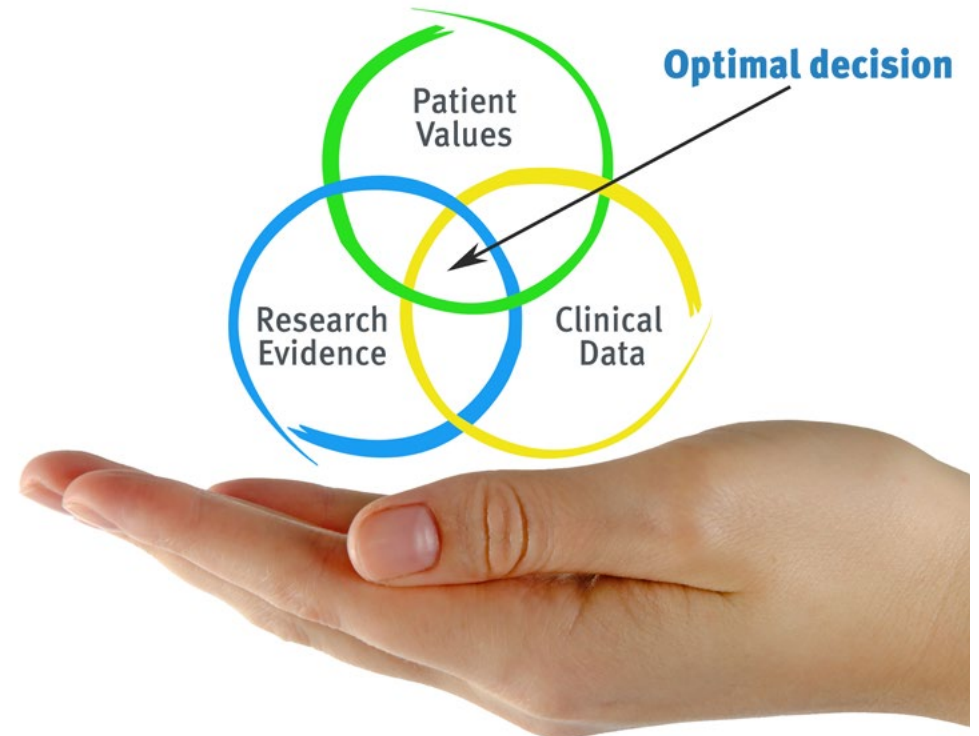 Optimal decision
Patient
Values
Research
Evidence
Clinical
Data